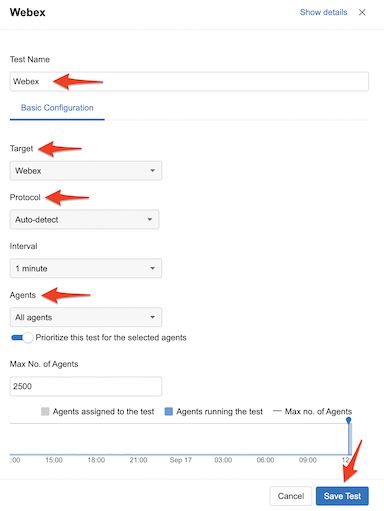 Webex
Show details
Test Name
Webex
Basic Configuration
Target
Webex
Protocol
Auto-detect
Interval
1 minute
Agents
All agents
Prioritize this test for the selected agents
Max No. of Agents
2500
Agents assigned to the test Agents running the test Max no. of Agents
:00 15:00 18:00 21:00 Sep 17 03:00 06:00 09:00 12:
Cancel Save Test